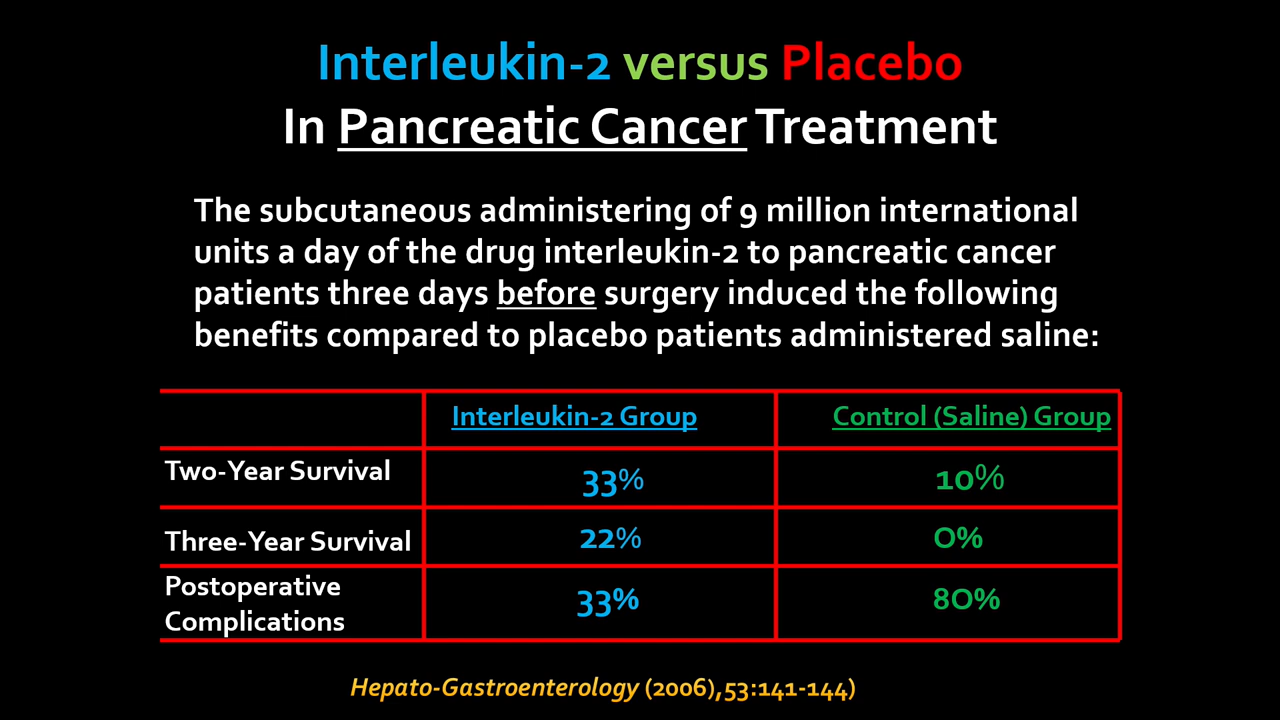 Interleukin-2 versus Placebo
In Pancreatic Cancer Treatment
The subcutaneous administering of 9 million international
units a day of the drug interleukin-2 to pancreatic cancer
patients three days before surgery induced the following
benefits compared to placebo patients administered saline:
Interleukin-2 Group Control (Saline) Group
Two-Year Survival 33% 10%
Three-Year Survival 22% 0%
Postoperative
Complications 33% 80%
Hepato-Gastroenterology (2006),53:141-144)